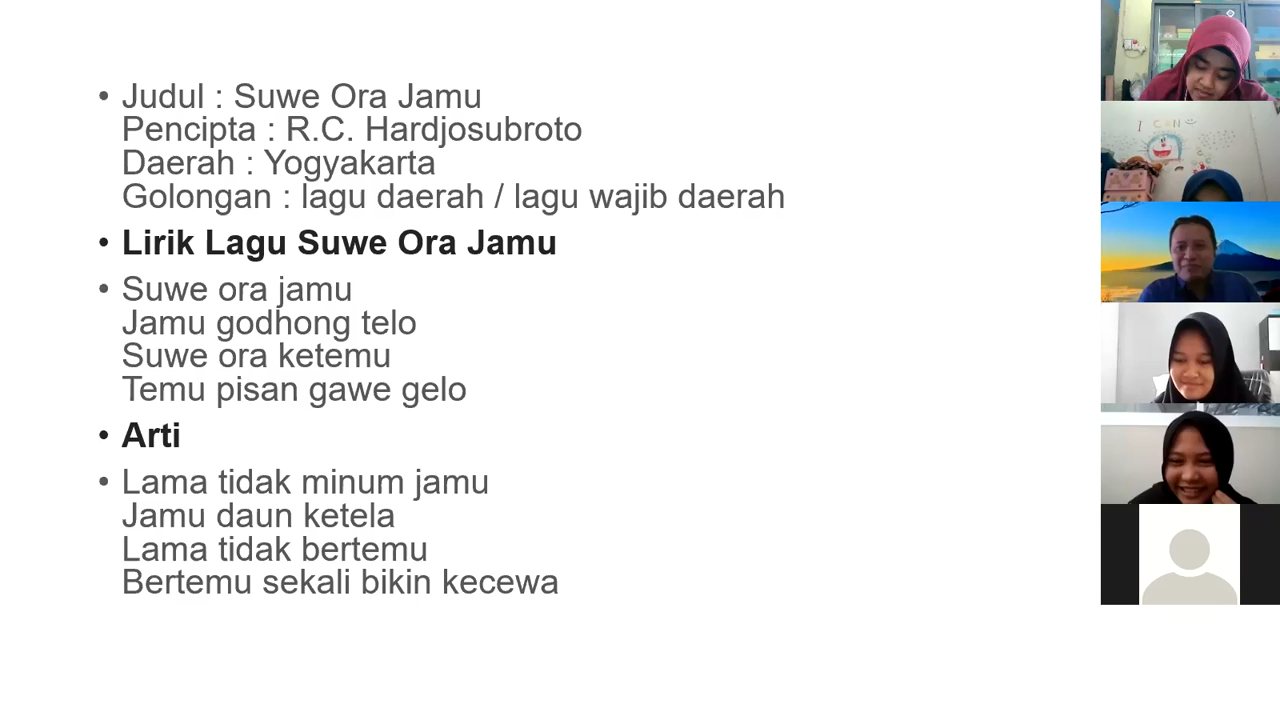 Judul : Suwe Ora Jamu
Pencipta : R.C. Hardjosubroto
Daerah : Yogyakarta
Golongan : lagu daerah / lagu wajib daerah
Lirik Lagu Suwe Ora Jamu
Suwe ora jamu
Jamu godhong telo
Suwe ora ketemu
Temu pisan gawe gelo
Arti
Lama tidak minum jamu
Jamu daun ketela
Lama tidak bertemu
Bertemu sekali bikin kecewa
I CAN